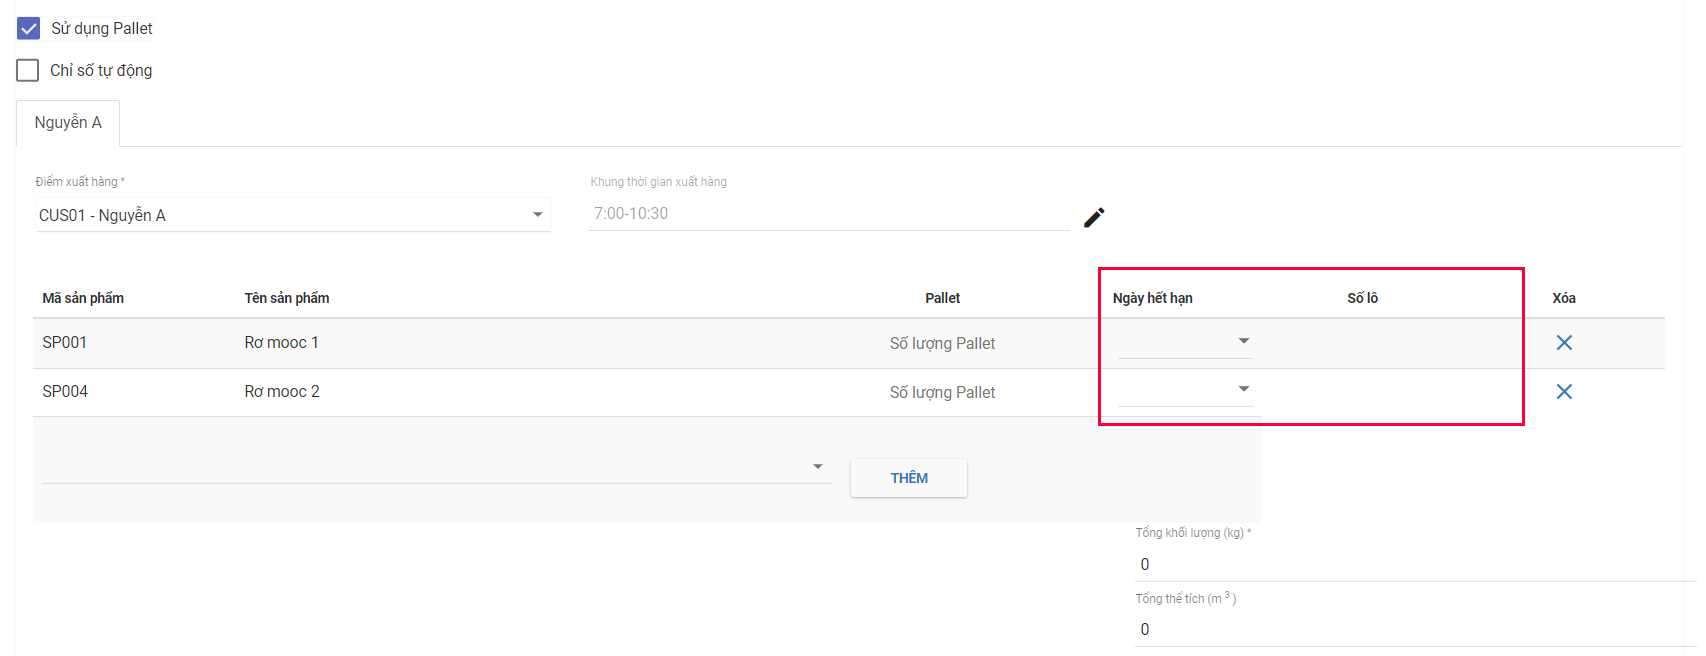 Sử dụng Pallet
Chỉ số tự động
Nguyễn A
Điểm xuất hàng *
Khung thời gian xuất hàng
CUS01 - Nguyễn A
7:00-10:30
Mã sản phẩm Tên sản phẩm Pallet Ngày hết hạn Số lô Xóa
SP001 Rơ mooc 1 Số lượng Pallet
SP004 Rơ mooc 2 Số lượng Pallet
THÊM
Tổng khối lượng (kg) *
0
Tổng thể tích (m ³ )
0